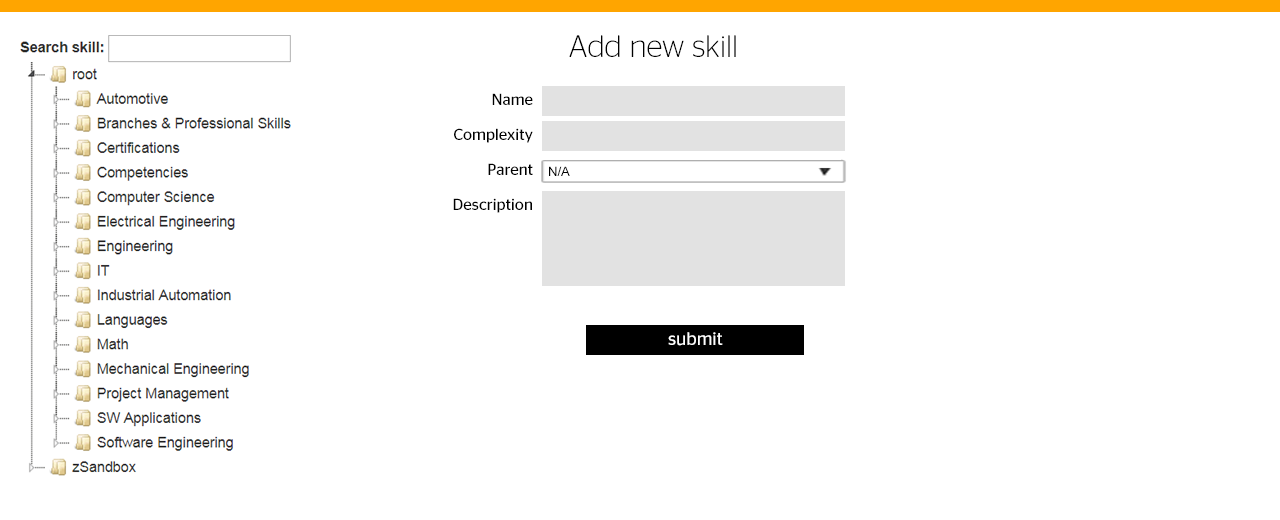 Search skill:
root
Automotive
Branches & Professional Skills
Certifications
Competencies
Computer Science
Electrical Engineering
Engineering
IT
Industrial Automation
Languages
Math
Mechanical Engineering
Project Management
SW Applications
Software Engineering
zSandbox
Add new skill
Name
Complexity
Parent N/A
Description
submit